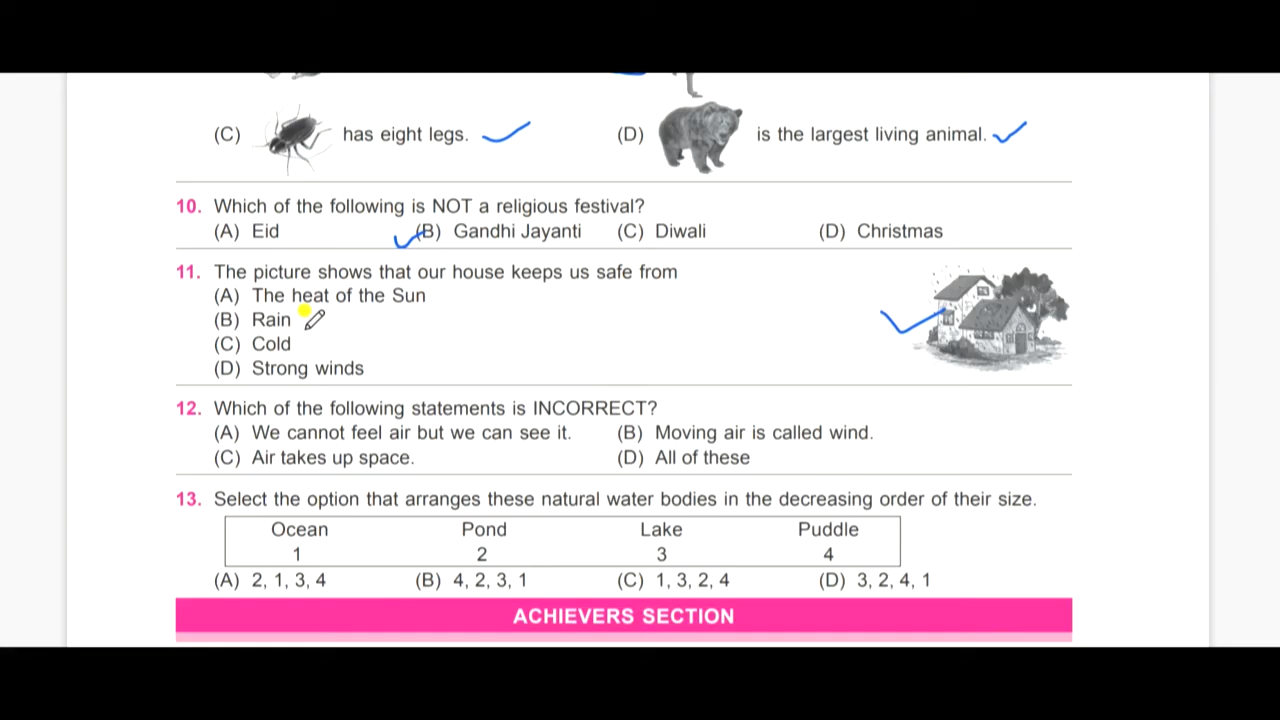 (C) has eight legs. (D) is the largest living animal.
10. Which of the following is NOT a religious festival?
(A) Eid (B) Gandhi Jayanti (C) Diwali (D) Christmas
11. The picture shows that our house keeps us safe from
(A) The heat of the Sun
(B) Rain
(C) Cold
(D) Strong winds
12. Which of the following statements is INCORRECT?
(A) We cannot feel air but we can see it. (B) Moving air is called wind.
(C) Air takes up space. (D) All of these
13. Select the option that arranges these natural water bodies in the decreasing order of their size.
Ocean Pond Lake Puddle
1 2 3 4
(A) 2, 1, 3, 4 (B) 4, 2, 3, 1 (C) 1, 3, 2, 4 (D) 3, 2, 4, 1
ACHIEVERS SECTION